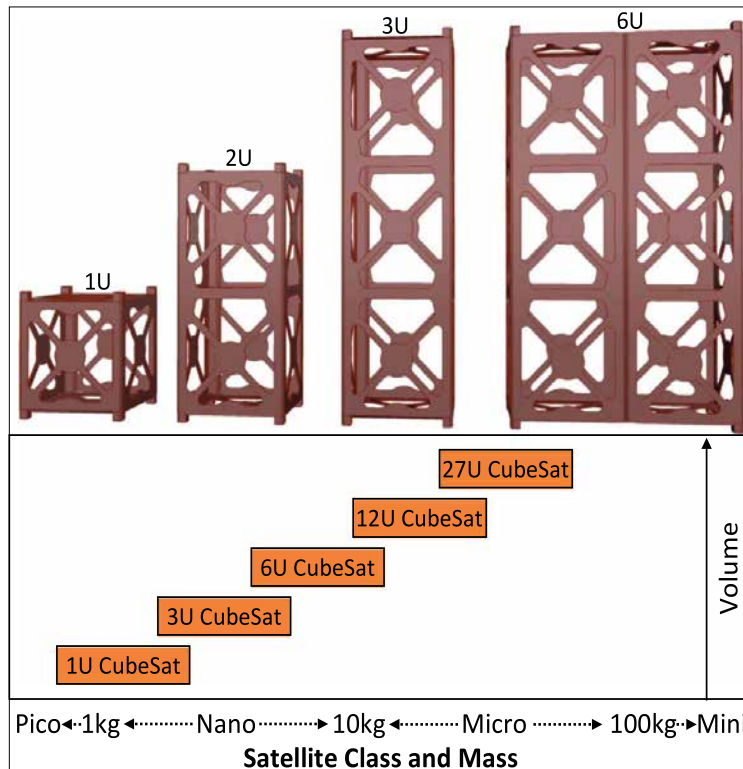 1U
2U
3U
6U
27U CubeSat
12U CubeSat
6U CubeSat
3U CubeSat
1U CubeSat
Volume
Pico 1kg Nano 10kg Micro 100kg Mini
Satellite Class and Mass